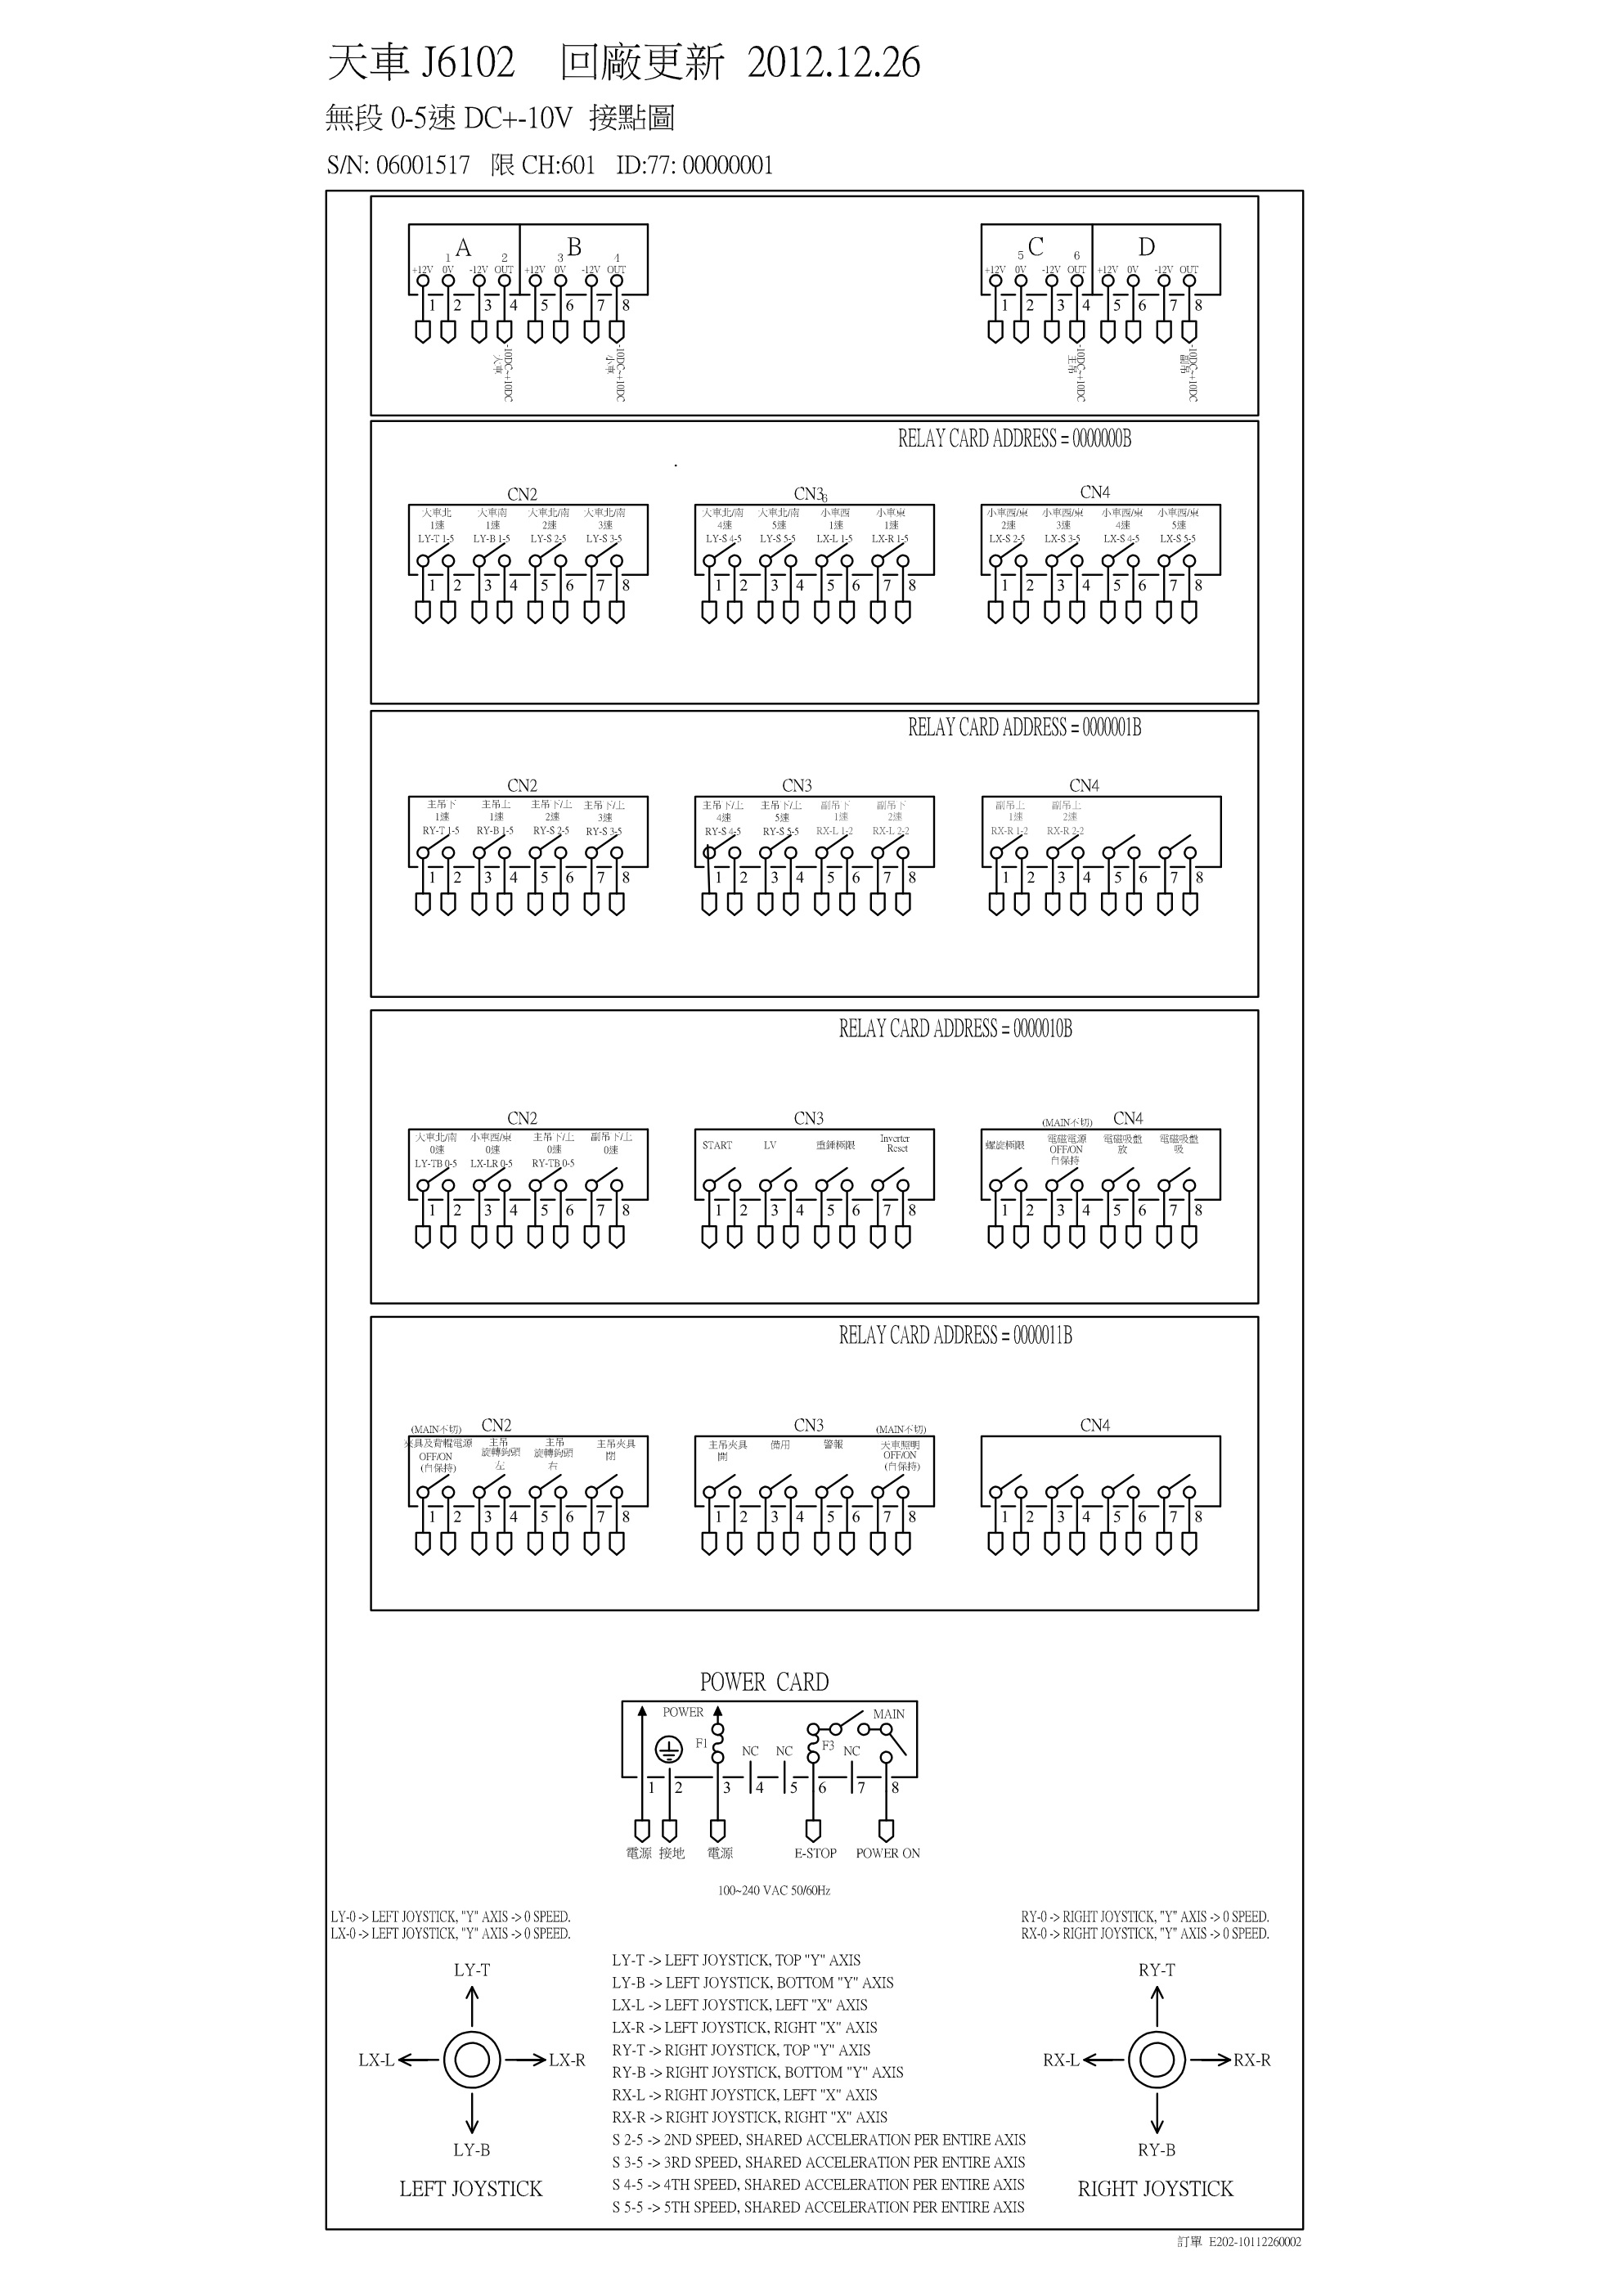 天車 J6102 回廠更新 2012.12.26
無段 0-5速 DC+-10V 接點圖
S/N: 06001517 限 CH:601 ID:77: 00000001
A B C D
1 2 3 4 5 6
+12V 0V -12V OUT +12V 0V -12V OUT +12V 0V -12V OUT +12V 0V -12V OUT
1 2 3 4 5 6 7 8 1 2 3 4 5 6 7 8
-10DC~+10DC -10DC~+10DC -10DC~+10DC -10DC~+10DC
大車 小車 主吊 副吊
RELAY CARD ADDRESS = 0000000B
CN2 CN3 6 CN4
大車北 大車南 大車北/南 大車北/南 大車北/南 大車北/南 小車西 小車東 小車西/東 小車西/東 小車西/東 小車西/東
1速 1速 2速 3速 4速 5速 1速 1速 2速 3速 4速 5速
LY-T 1-5 LY-B 1-5 LY-S 2-5 LY-S 3-5 LY-S 4-5 LY-S 5-5 LX-L 1-5 LX-R 1-5 LX-S 2-5 LX-S 3-5 LX-S 4-5 LX-S 5-5
1 2 3 4 5 6 7 8 1 2 3 4 5 6 7 8 1 2 3 4 5 6 7 8
RELAY CARD ADDRESS = 0000001B
CN2 CN3 CN4
主吊下 主吊上 主吊下/上 主吊下/上 主吊下/上 主吊下/上 副吊下 副吊下 副吊上 副吊上
1速 1速 2速 3速 4速 5速 1速 2速 1速 2速
RY-T 1-5 RY-B 1-5 RY-S 2-5 RY-S 3-5 RY-S 4-5 RY-S 5-5 RX-L 1-2 RX-L 2-2 RX-R 1-2 RX-R 2-2
1 2 3 4 5 6 7 8 1 2 3 4 5 6 7 8 1 2 3 4 5 6 7 8
RELAY CARD ADDRESS = 0000010B
CN2 CN3 (MAIN不切) CN4
大車北/南 小車西/東 主吊下/上 副吊下/上 START LV 重錘極限 Inverter Reset 螺旋極限 電磁電源 電磁吸盤 電磁吸盤
0速 0速 0速 0速 OFF/ON 放 吸
LY-TB 0-5 LX-LR 0-5 RY-TB 0-5 自保持
1 2 3 4 5 6 7 8 1 2 3 4 5 6 7 8 1 2 3 4 5 6 7 8
RELAY CARD ADDRESS = 0000011B
(MAIN不切) CN2 CN3 (MAIN不切) CN4
夾具及背帽電源 主吊 主吊 主吊夾具 主吊夾具 備用 警報 天車照明
OFF/ON 旋轉鉤頭 旋轉鉤頭 閉 開 OFF/ON
(自保持) 左 右 (自保持)
1 2 3 4 5 6 7 8 1 2 3 4 5 6 7 8 1 2 3 4 5 6 7 8
POWER CARD
POWER MAIN
F1 NC NC F3 NC
1 2 3 4 5 6 7 8
電源 接地 電源 E-STOP POWER ON
100~240 VAC 50/60Hz
LY-0 -> LEFT JOYSTICK, "Y" AXIS -> 0 SPEED.
LX-0 -> LEFT JOYSTICK, "Y" AXIS -> 0 SPEED.
RY-0 -> RIGHT JOYSTICK, "Y" AXIS -> 0 SPEED.
RX-0 -> RIGHT JOYSTICK, "Y" AXIS -> 0 SPEED.
LY-T
LX-L LX-R
LY-B
LEFT JOYSTICK
LY-T -> LEFT JOYSTICK, TOP "Y" AXIS
LY-B -> LEFT JOYSTICK, BOTTOM "Y" AXIS
LX-L -> LEFT JOYSTICK, LEFT "X" AXIS
LX-R -> LEFT JOYSTICK, RIGHT "X" AXIS
RY-T -> RIGHT JOYSTICK, TOP "Y" AXIS
RY-B -> RIGHT JOYSTICK, BOTTOM "Y" AXIS
RX-L -> RIGHT JOYSTICK, LEFT "X" AXIS
RX-R -> RIGHT JOYSTICK, RIGHT "X" AXIS
S 2-5 -> 2ND SPEED, SHARED ACCELERATION PER ENTIRE AXIS
S 3-5 -> 3RD SPEED, SHARED ACCELERATION PER ENTIRE AXIS
S 4-5 -> 4TH SPEED, SHARED ACCELERATION PER ENTIRE AXIS
S 5-5 -> 5TH SPEED, SHARED ACCELERATION PER ENTIRE AXIS
RY-T
RX-L RX-R
RY-B
RIGHT JOYSTICK
訂單 E202-10112260002